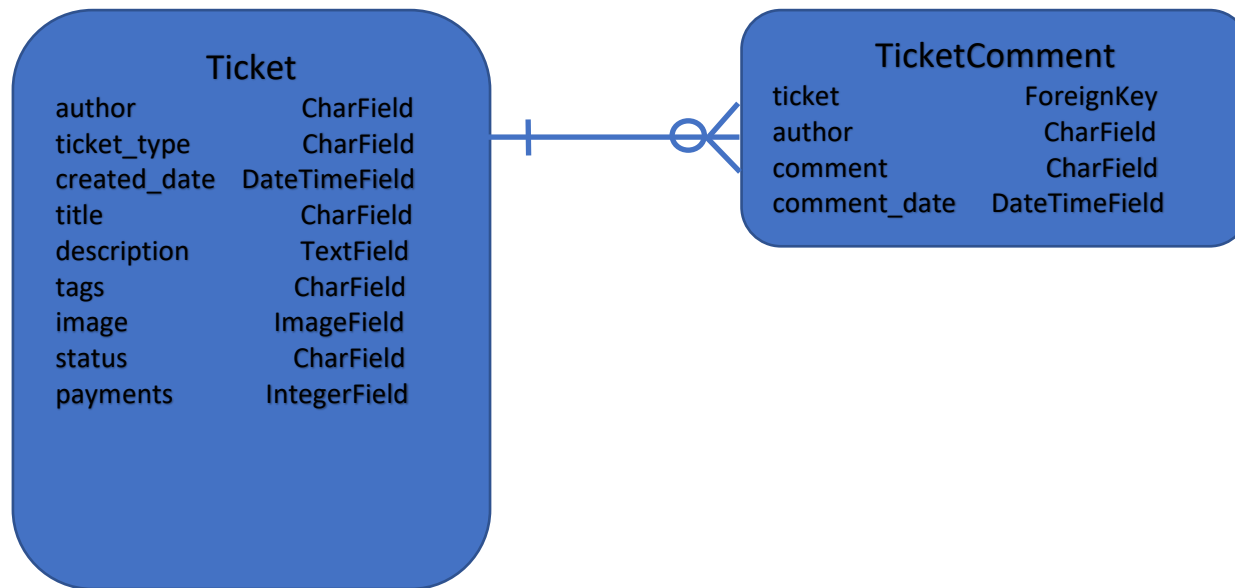 Ticket
author CharField
ticket_type CharField
created_date DateTimeField
title CharField
description TextField
tags CharField
image ImageField
status CharField
payments IntegerField
TicketComment
ticket ForeignKey
author CharField
comment CharField
comment_date DateTimeField